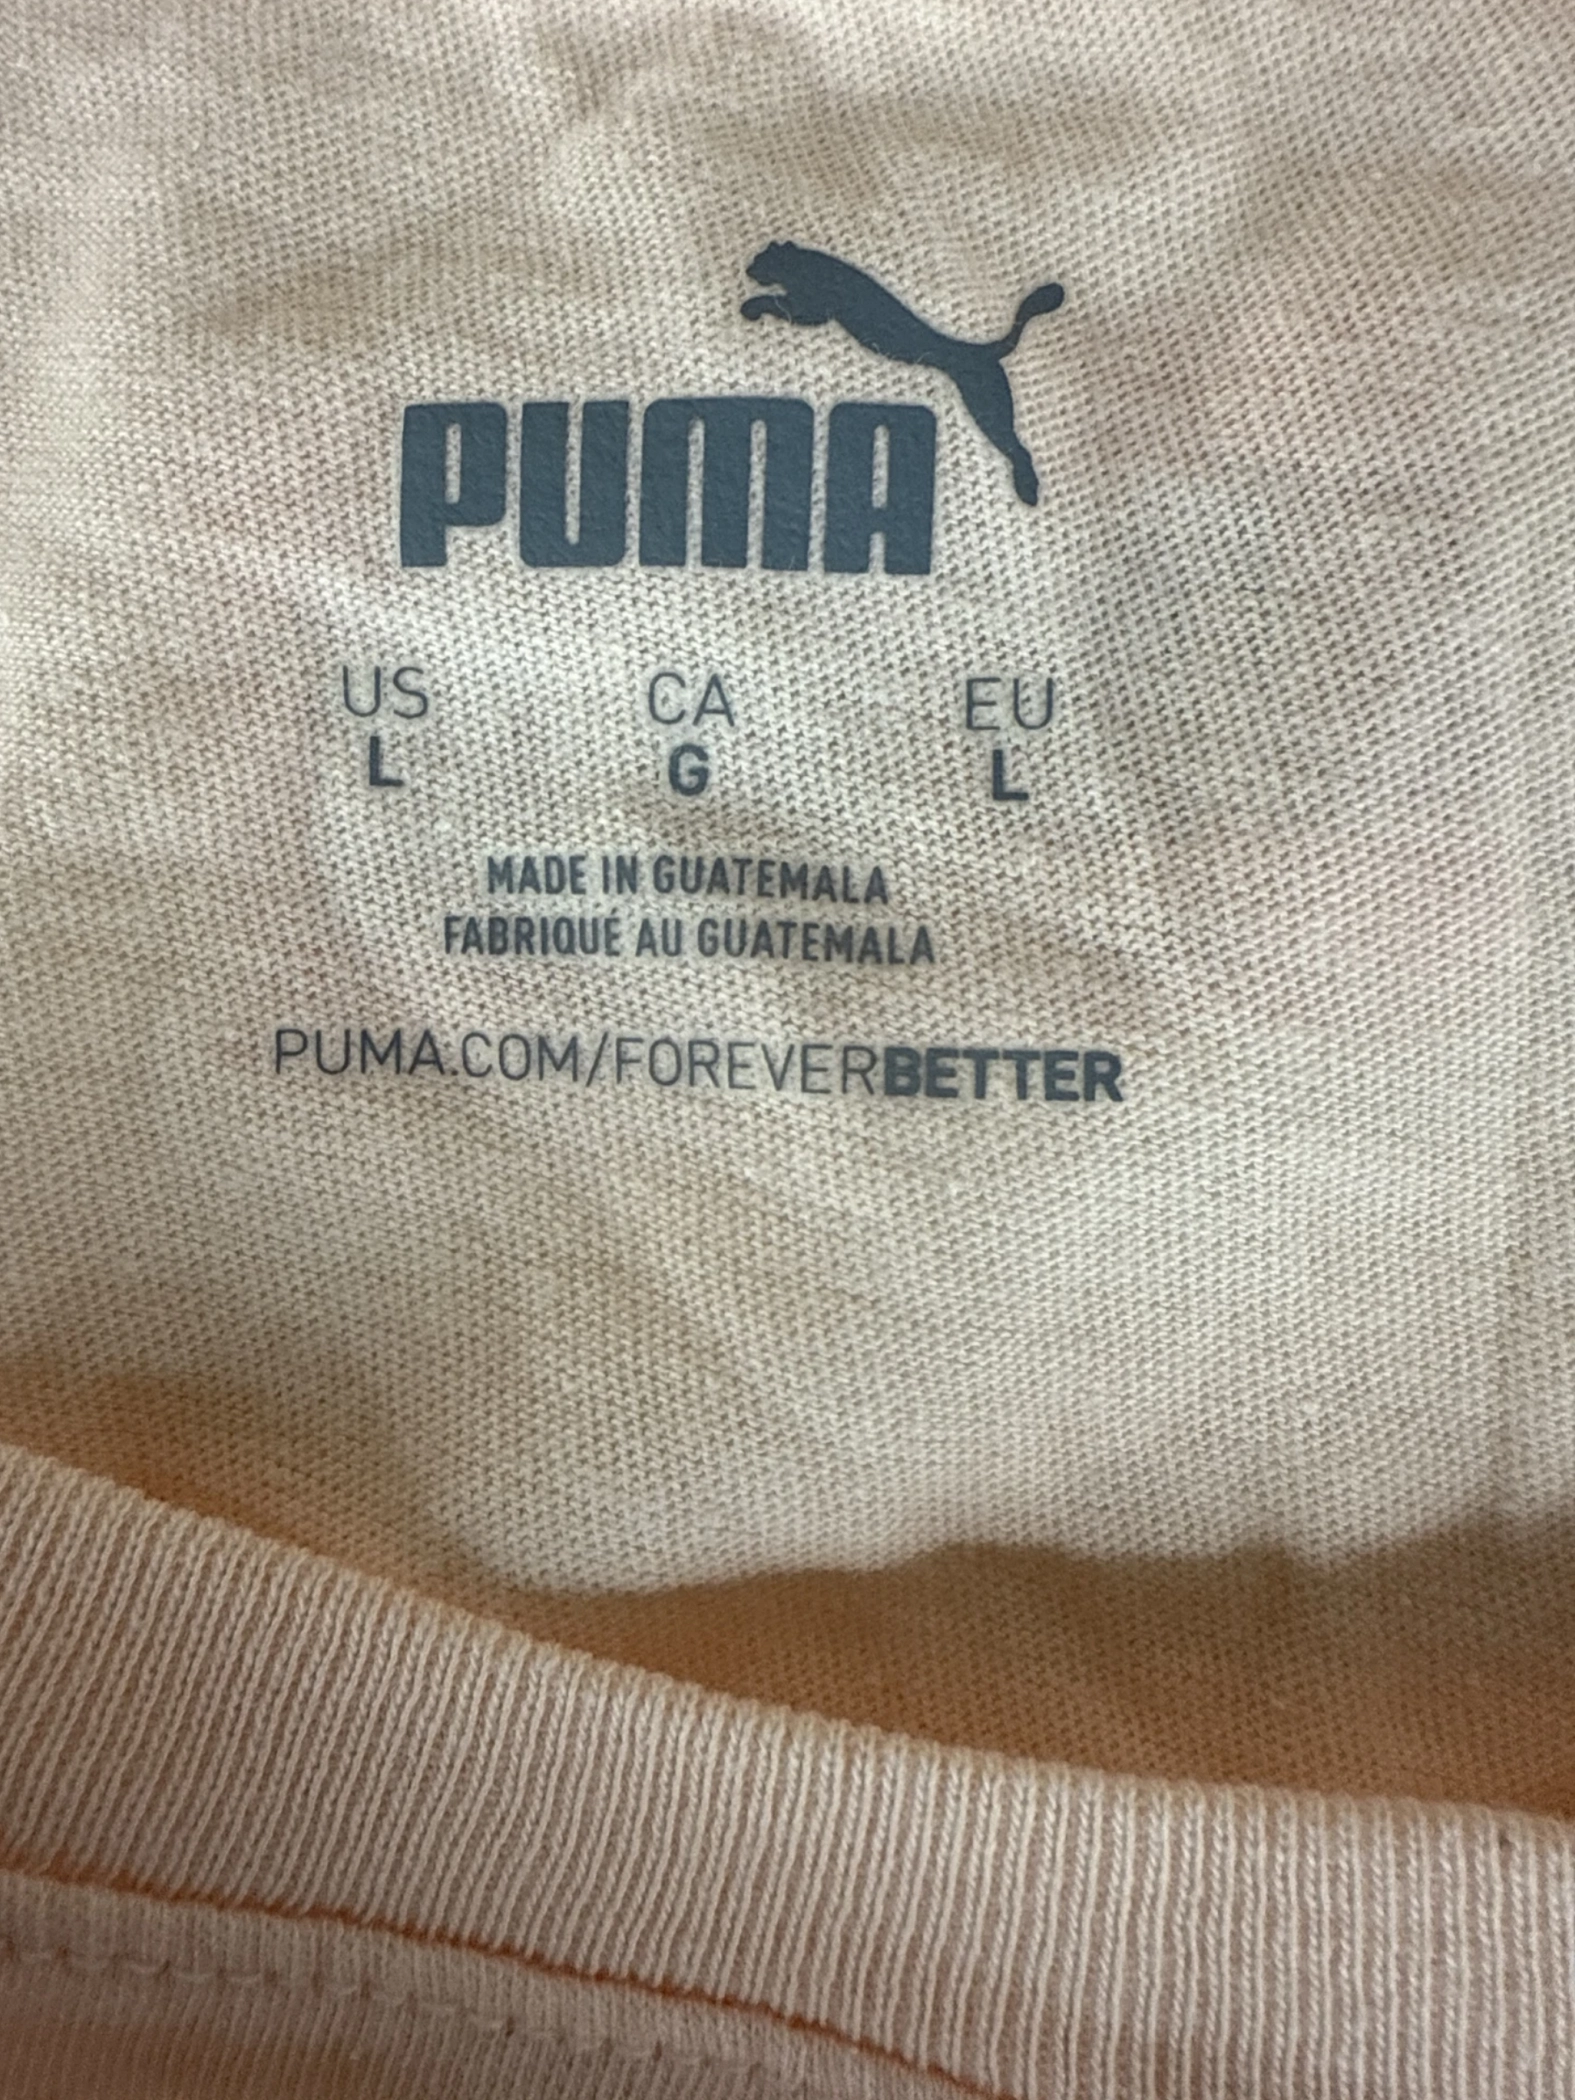 PUMA
US CA EU
L G L
MADE IN GUATEMALA
FABRIQUÉ AU GUATEMALA
PUMA.COM/FOREVERBETTER